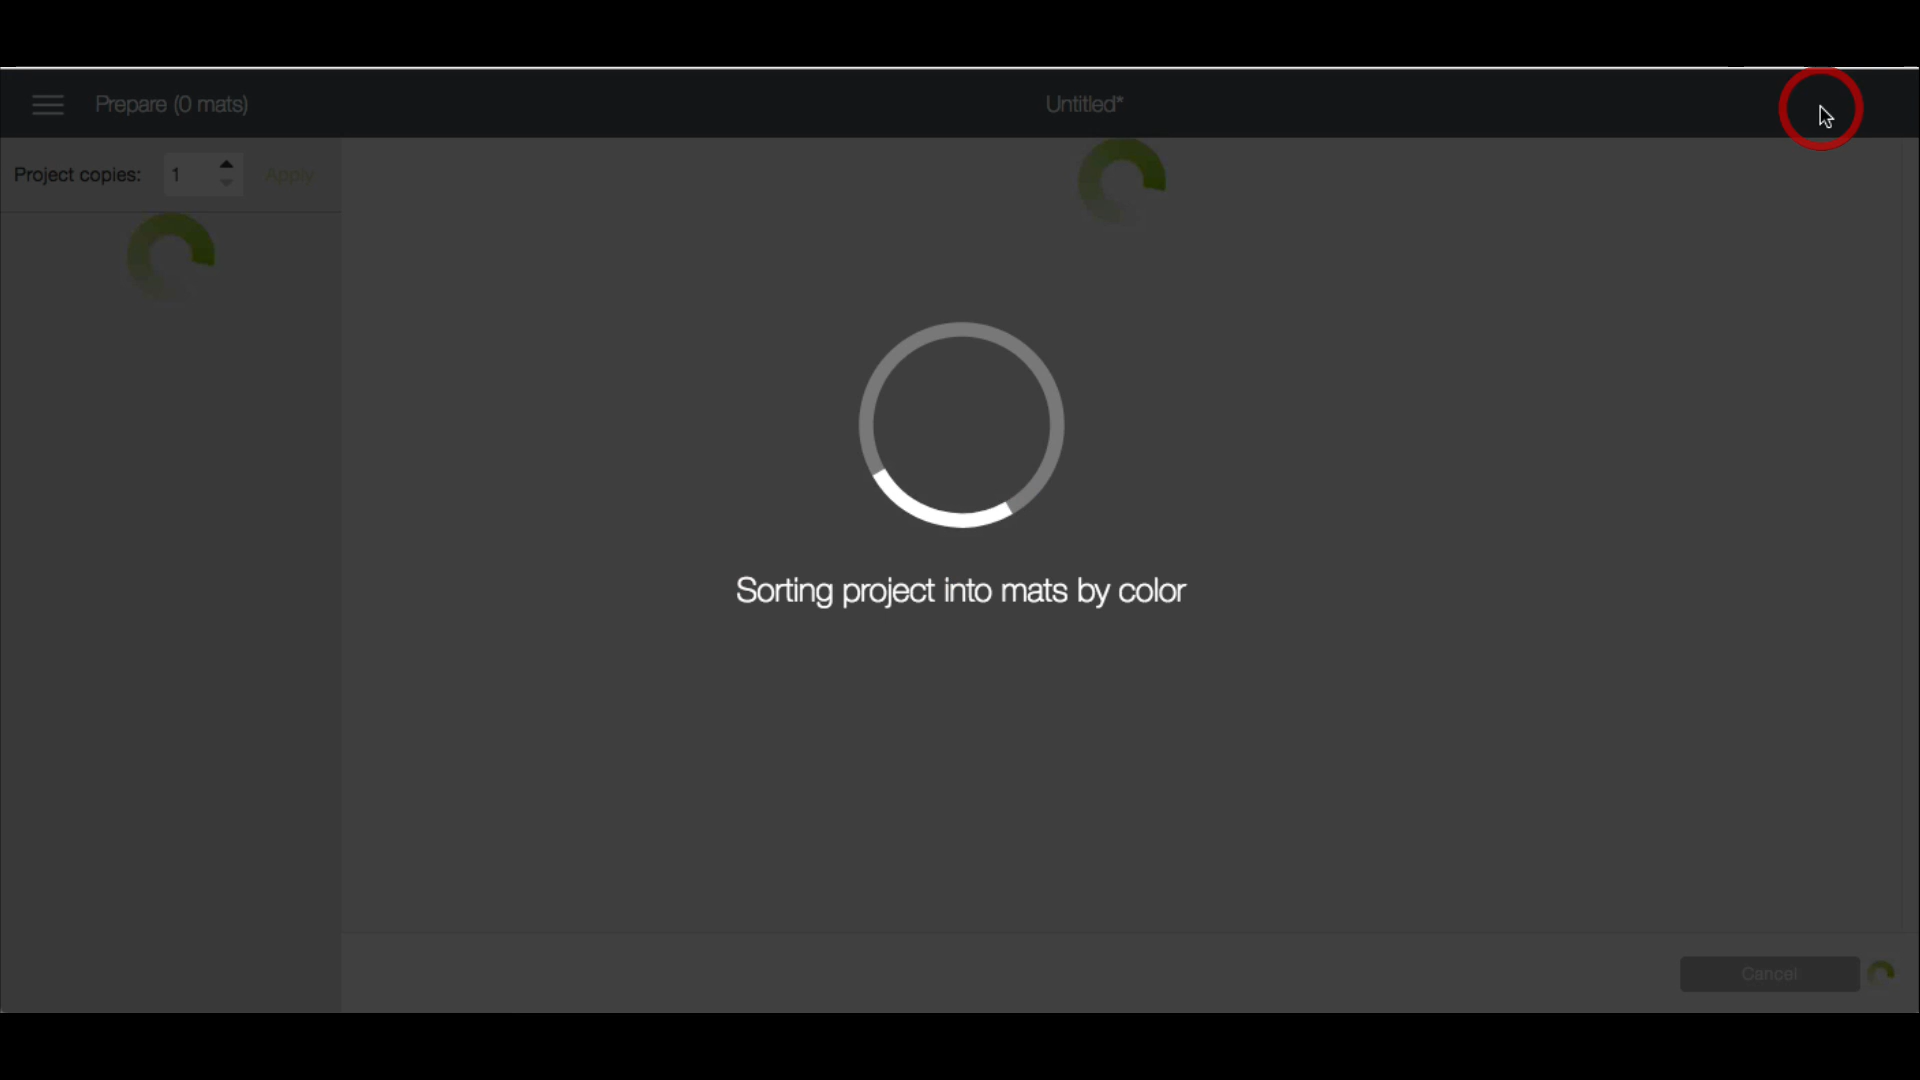 Prepare (0 mats)
Untitled*
Project copies: 1 Apply
Sorting project into mats by color
Cancel